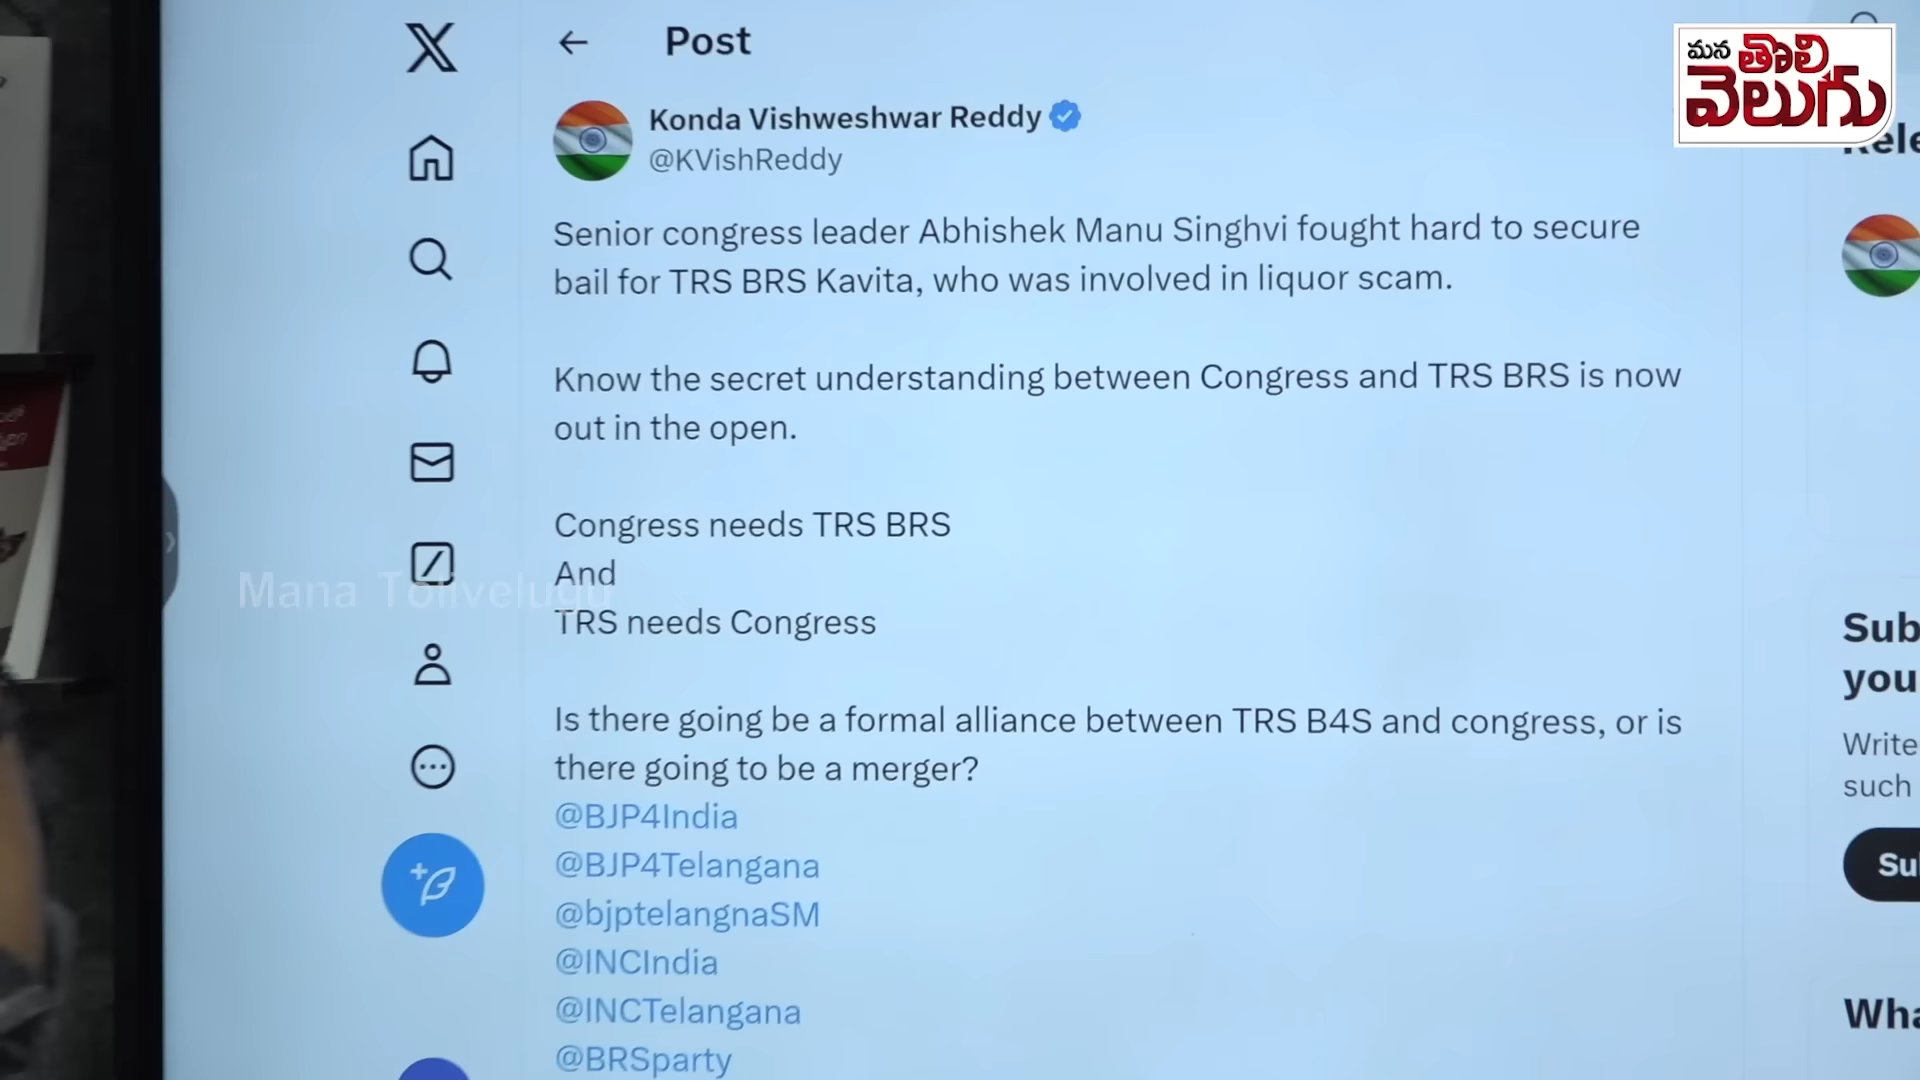 Post
మన తొలి
వెలుగు
Konda Vishweshwar Reddy
@KVishReddy
Senior congress leader Abhishek Manu Singhvi fought hard to secure
bail for TRS BRS Kavita, who was involved in liquor scam.
Know the secret understanding between Congress and TRS BRS is now
out in the open.
Congress needs TRS BRS
And
TRS needs Congress
Mana Tolivelugu
Is there going be a formal alliance between TRS B4S and congress, or is
there going to be a merger?
@BJP4India
@BJP4Telangana
@bjptelangnaSM
@INCIndia
@INCTelangana
@BRSparty
Sub
you
Write
such